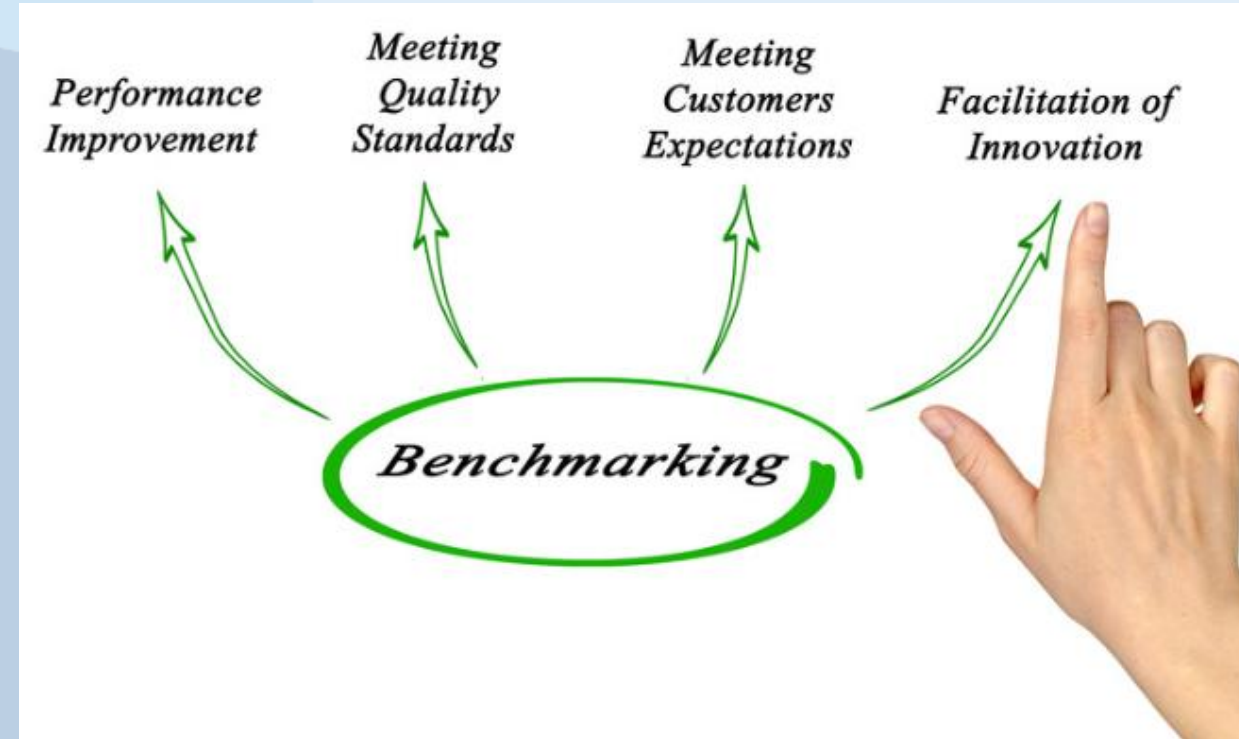 Performance
Improvement
Meeting
Quality
Standards
Meeting
Customers
Expectations
Facilitation of
Innovation
Benchmarking